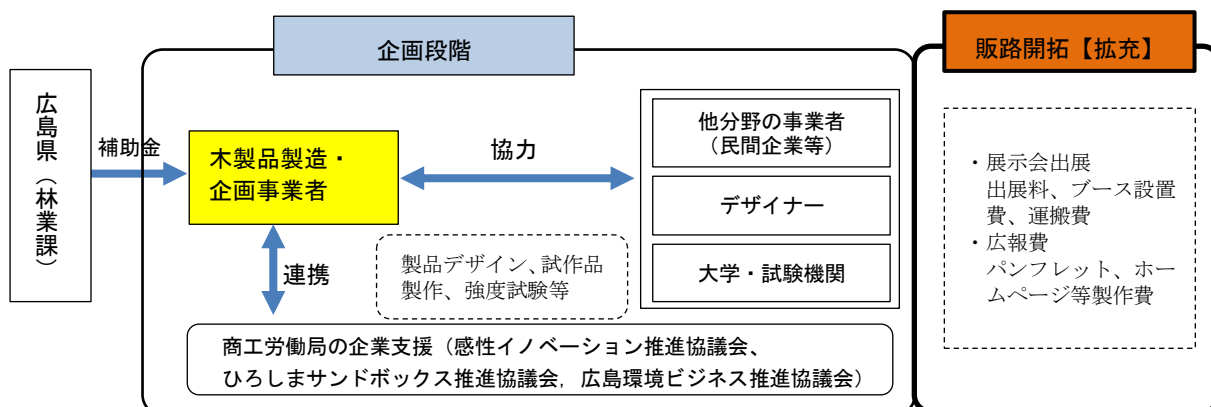 企画段階
販路開拓【拡充】
広島県（林業課）
補助金
木製品製造・
企画事業者
協力
他分野の事業者
（民間企業等）
デザイナー
大学・試験機関
連携
製品デザイン、試作品
製作、強度試験等
商工労働局の企業支援（感性イノベーション推進協議会、
ひろしまサンドボックス推進協議会，広島環境ビジネス推進協議会）
・展示会出展
出展料、ブース設置
費、運搬費
・広報費
パンフレット、ホー
ムページ等製作費